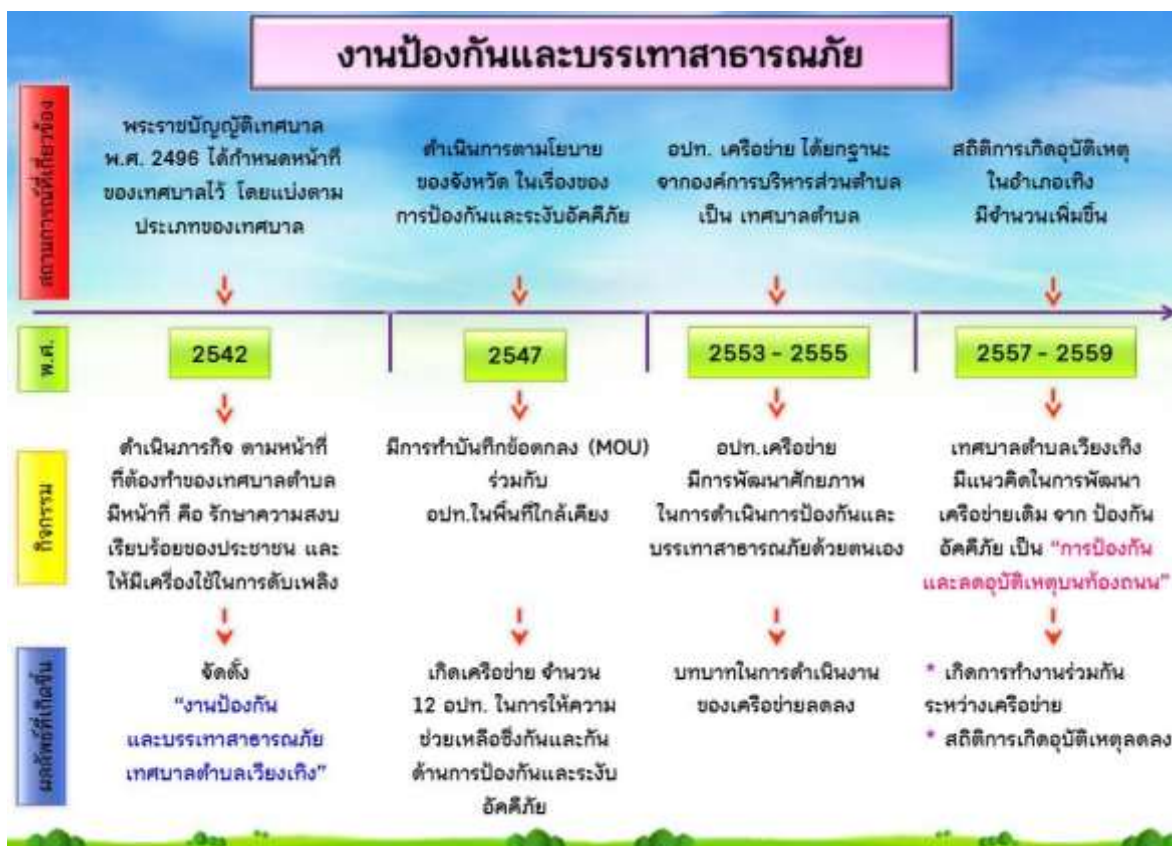 งานป้องกันและบรรเทาสาธารณภัย
สถานการณ์ที่เกี่ยวข้อง
พระราชบัญญัติเทศบาล
พ.ศ. 2496 ได้กำหนดหน้าที่
ของเทศบาลไว้ โดยแบ่งตาม
ประเภทของเทศบาล
ดำเนินการตามโยบาย
ของจังหวัด ในเรื่องของ
การป้องกันและระงับอัคคีภัย
อปท. เครือข่าย ได้ยกฐานะ
จากองค์การบริหารส่วนตำบล
เป็น เทศบาลตำบล
สถิติการเกิดอุบัติเหตุ
ในอำเภอเทิง
มีจำนวนเพิ่มขึ้น
พ.ศ.
2542
2547
2553 - 2555
2557 - 2559
กิจกรรม
ดำเนินภารกิจ ตามหน้าที่
ที่ต้องทำของเทศบาลตำบล
มีหน้าที่ คือ รักษาความสงบ
เรียบร้อยของประชาชน และ
ให้มีเครื่องใช้ในการดับเพลิง
มีการทำบันทึกข้อตกลง (MOU)
ร่วมกับ
อปท.ในพื้นที่ใกล้เคียง
อปท.เครือข่าย
มีการพัฒนาศักยภาพ
ในการดำเนินการป้องกันและ
บรรเทาสาธารณภัยด้วยตนเอง
เทศบาลตำบลเวียงเทิง
มีแนวคิดในการพัฒนา
เครือข่ายเดิม จาก ป้องกัน
อัคคีภัย เป็น "การป้องกัน
และลดอุบัติเหตุบนท้องถนน"
ผลลัพธ์ที่เกิดขึ้น
จัดตั้ง
"งานป้องกัน
และบรรเทาสาธารณภัย
เทศบาลตำบลเวียงเทิง"
เกิดเครือข่าย จำนวน
12 อปท. ในการให้ความ
ช่วยเหลือซึ่งกันและกัน
ด้านการป้องกันและระงับ
อัคคีภัย
บทบาทในการดำเนินงาน
ของเครือข่ายลดลง
* เกิดการทำงานร่วมกัน
ระหว่างเครือข่าย
* สถิติการเกิดอุบัติเหตุลดลง